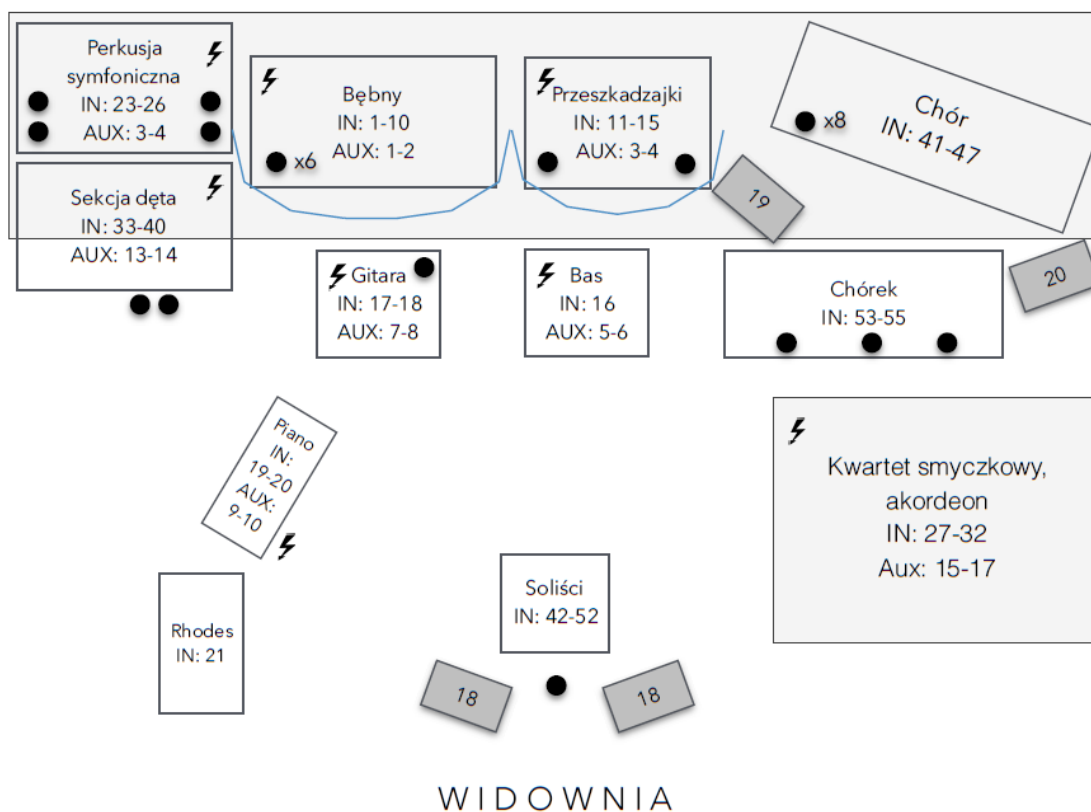 Perkusja
symfoniczna
IN: 23-26
AUX: 3-4
Bębny
IN: 1-10
AUX: 1-2
x6
Przeszkadzajki
IN: 11-15
AUX: 3-4
Chór
IN: 41-47
x8
19
Sekcja dęta
IN: 33-40
AUX: 13-14
Gitara
IN: 17-18
AUX: 7-8
Bas
IN: 16
AUX: 5-6
Chórek
IN: 53-55
20
Piano
IN:
19-20
AUX:
9-10
Kwartet smyczkowy,
akordeon
IN: 27-32
Aux: 15-17
Rhodes
IN: 21
Soliści
IN: 42-52
18
18
WIDOWNIA